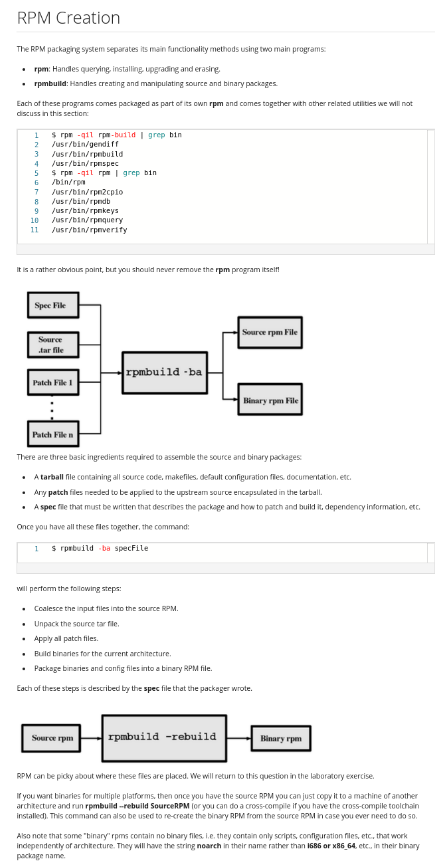 RPM Creation
The RPM packaging system separates its main functionality methods using two main programs:
• rpm: Handles querying, installing, upgrading and erasing.
• rpmbuild: Handles creating and manipulating source and binary packages.
Each of these programs comes packaged as part of its own rpm and comes together with other related utilities we will not
discuss in this section:
1 $ rpm -qil rpm-build | grep bin
2 /usr/bin/gendiff
3 /usr/bin/rpmbuild
4 /usr/bin/rpmspec
5 $ rpm -qil rpm | grep bin
6 /bin/rpm
7 /usr/bin/rpm2cpio
8 /usr/bin/rpmdb
9 /usr/bin/rpmkeys
10 /usr/bin/rpmquery
11 /usr/bin/rpmverify
It is a rather obvious point, but you should never remove the rpm program itself!
Spec File
Source
.tar file
Patch File 1
Patch File n
rpmbuild -ba
Source rpm File
Binary rpm File
There are three basic ingredients required to assemble the source and binary packages:
• A tarball file containing all source code, makefiles, default configuration files, documentation, etc.
• Any patch files needed to be applied to the upstream source encapsulated in the tarball.
• A spec file that must be written that describes the package and how to patch and build it, dependency information, etc.
Once you have all these files together, the command:
1 $ rpmbuild -ba specFile
will perform the following steps:
• Coalesce the input files into the source RPM.
• Unpack the source tar file.
• Apply all patch files.
• Build binaries for the current architecture.
• Package binaries and config files into a binary RPM file.
Each of these steps is described by the spec file that the packager wrote.
Source rpm
rpmbuild -rebuild
Binary rpm
RPM can be picky about where these files are placed. We will return to this question in the laboratory exercise.
If you want binaries for multiple platforms, then once you have the source RPM you can just copy it to a machine of another
architecture and run rpmbuild --rebuild SourceRPM (or you can do a cross-compile if you have the cross-compile toolchain
installed). This command can also be used to re-create the binary RPM from the source RPM in case you ever need to do so.
Also note that some "binary" rpms contain no binary files, i.e. they contain only scripts, configuration files, etc., that work
independently of architecture. They will have the string noarch in their name rather than i686 or x86_64, etc., in their binary
package name.